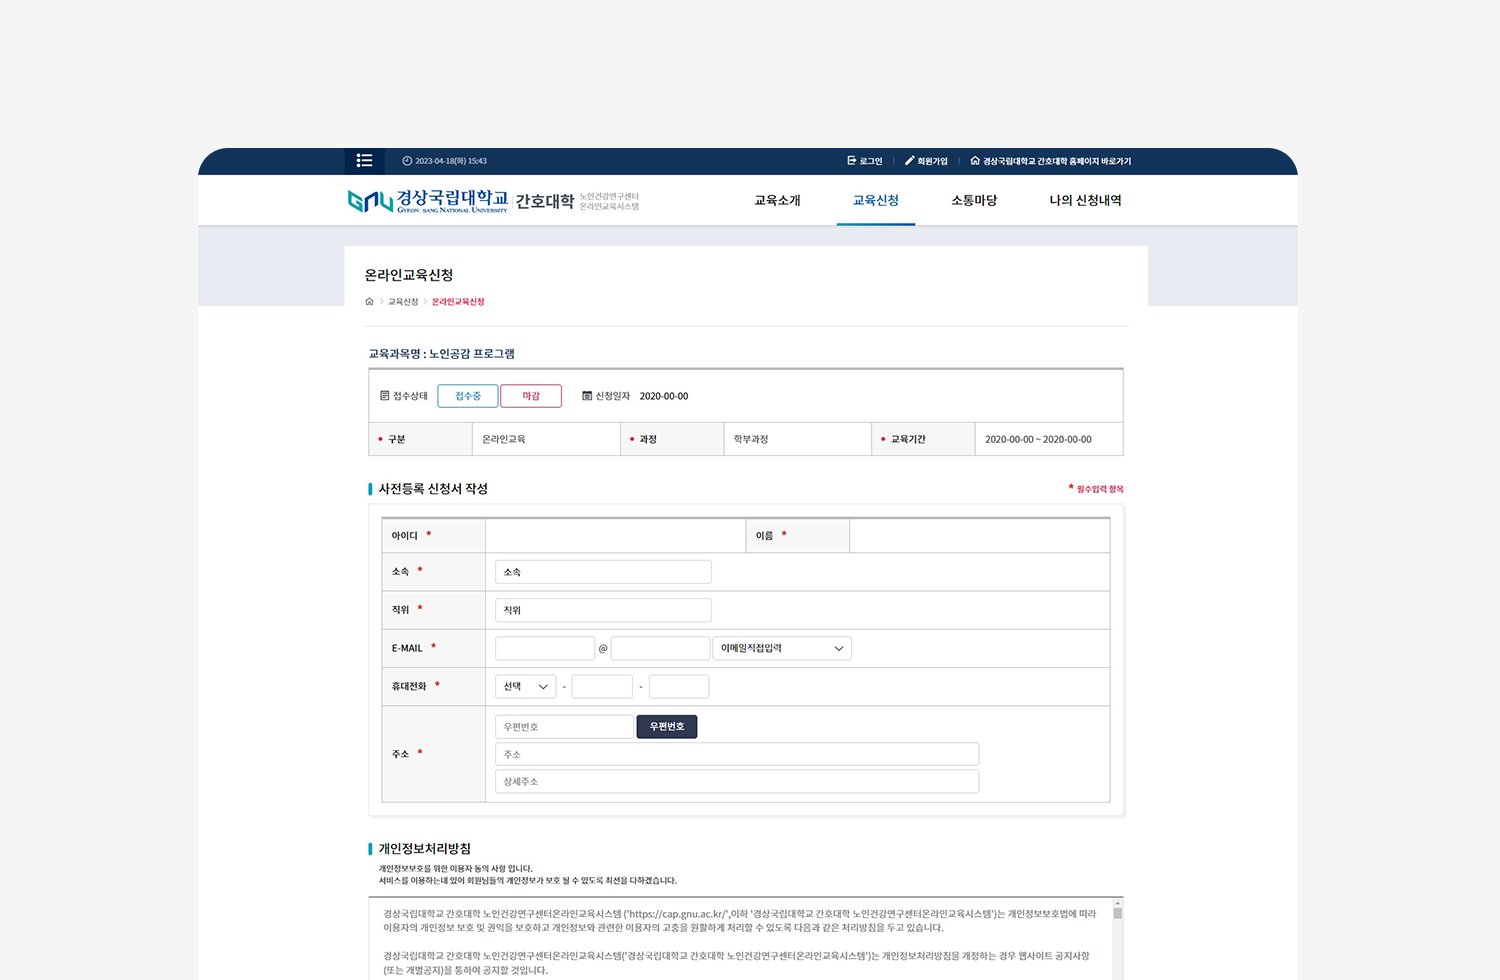 2023-04-18(화) 15:43
로그인
회원가입
경상국립대학교 간호대학 홈페이지 바로가기
GNU 경상국립대학교 GYEONGSANG NATIONAL UNIVERSITY 간호대학 노인건강연구센터
온라인교육시스템
교육소개
교육신청
소통마당
나의 신청내역
온라인교육신청
교육신청 > 온라인교육신청
교육과목명 : 노인공감 프로그램
접수상태 접수중 마감 신청일자 2020-00-00
구분 온라인교육 과정 학부과정 교육기간 2020-00-00 ~ 2020-00-00
사전등록 신청서 작성
* 필수입력 항목
아이디 * 이름 *
소속 * 소속
직위 * 직위
E-MAIL * @ 이메일직접입력
휴대전화 * 선택 - -
우편번호 우편번호
주소 * 주소
상세주소
개인정보처리방침
개인정보보호를 위한 이용자 동의 사항 입니다.
서비스를 이용하는데 있어 회원님들의 개인정보가 보호 될 수 있도록 최선을 다하겠습니다.
경상국립대학교 간호대학 노인건강연구센터온라인교육시스템 ('https://cap.gnu.ac.kr/',이하 '경상국립대학교 간호대학 노인건강연구센터온라인교육시스템')는 개인정보보호법에 따라
이용자의 개인정보 보호 및 권익을 보호하고 개인정보와 관련한 이용자의 고충을 원활하게 처리할 수 있도록 다음과 같은 처리방침을 두고 있습니다.
경상국립대학교 간호대학 노인건강연구센터온라인교육시스템('경상국립대학교 간호대학 노인건강연구센터온라인교육시스템')는 개인정보처리방침을 개정하는 경우 웹사이트 공지사항
(또는 개별공지)을 통하여 공지할 것입니다.